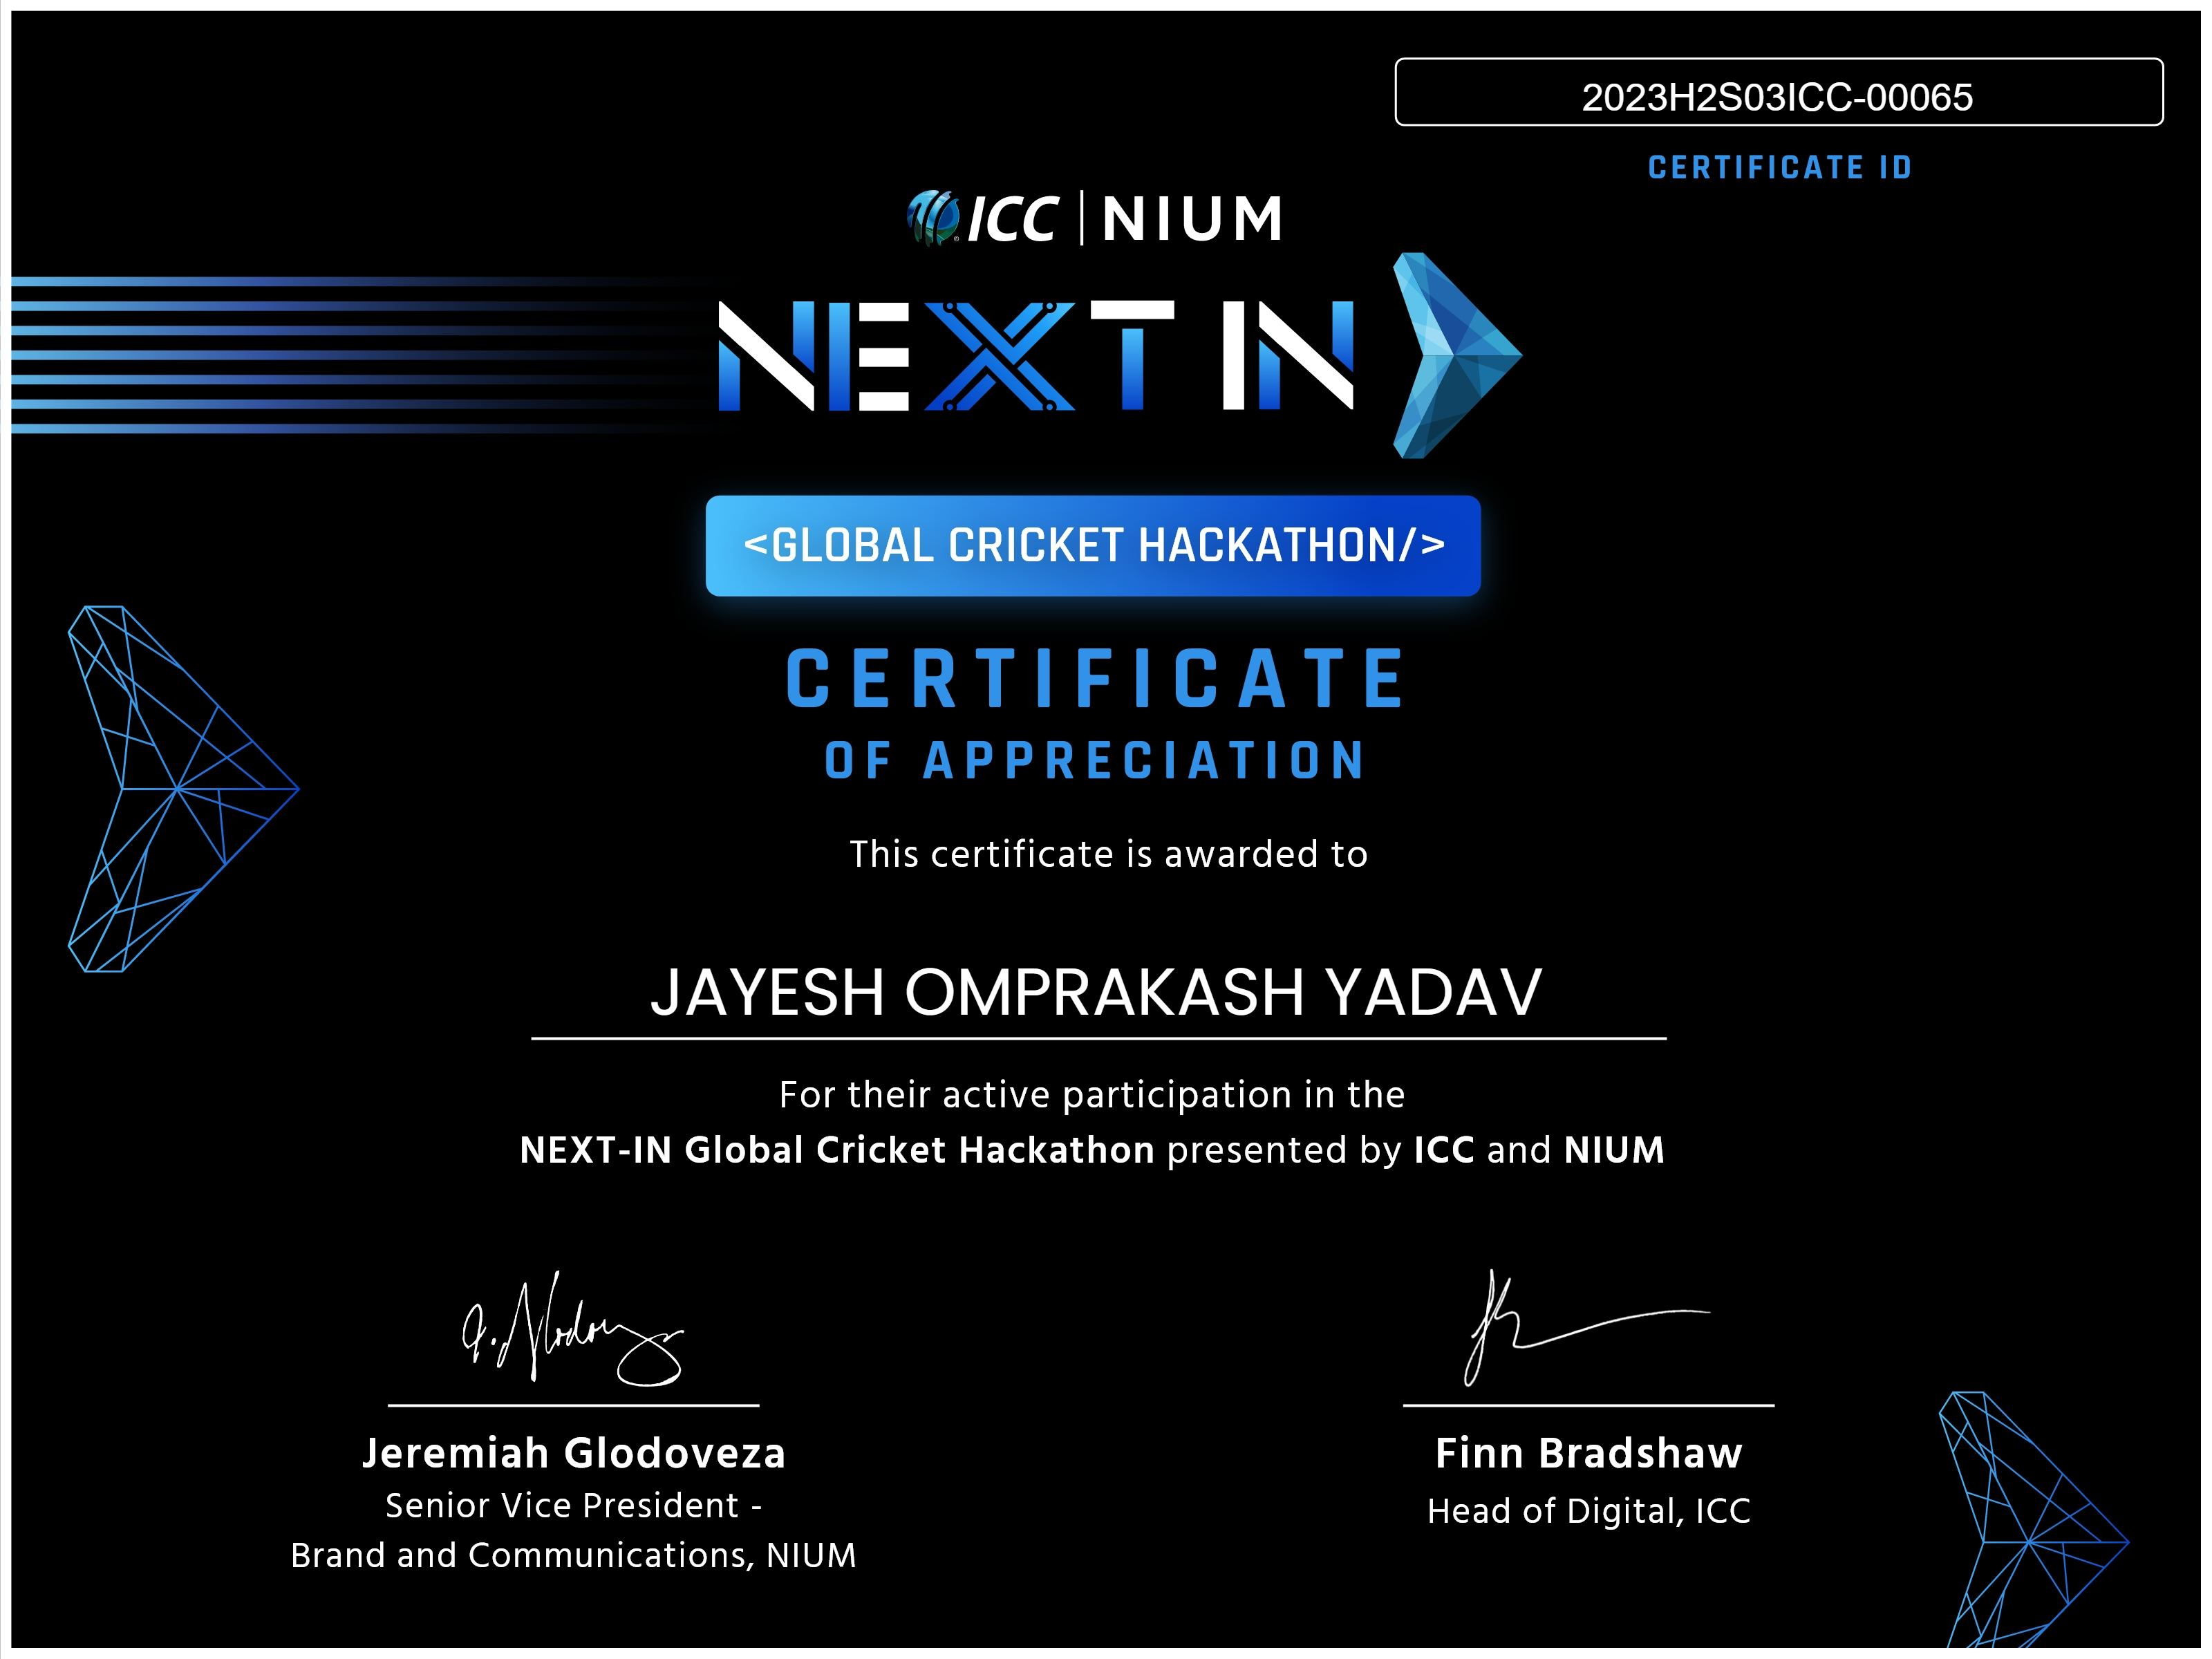 2023H2S03ICC-00065
CERTIFICATE ID
ICC | NIUM
NEXT IN
<GLOBAL CRICKET HACKATHON/>
CERTIFICATE
OF APPRECIATION
This certificate is awarded to
JAYESH OMPRAKASH YADAV
For their active participation in the
NEXT-IN Global Cricket Hackathon presented by ICC and NIUM
Jeremiah Glodoveza
Senior Vice President -
Brand and Communications, NIUM
Finn Bradshaw
Head of Digital, ICC